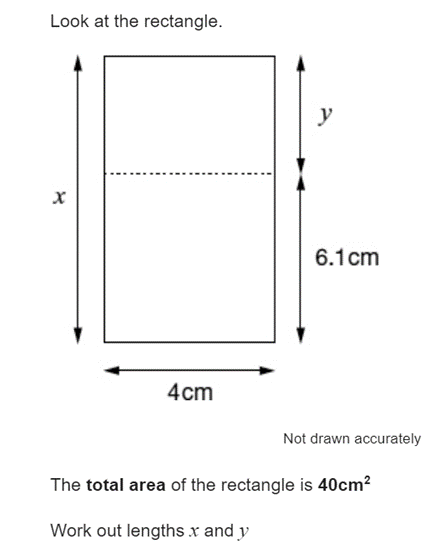 Look at the rectangle.
y
x
6.1cm
4cm
Not drawn accurately
The total area of the rectangle is 40cm²
Work out lengths x and y